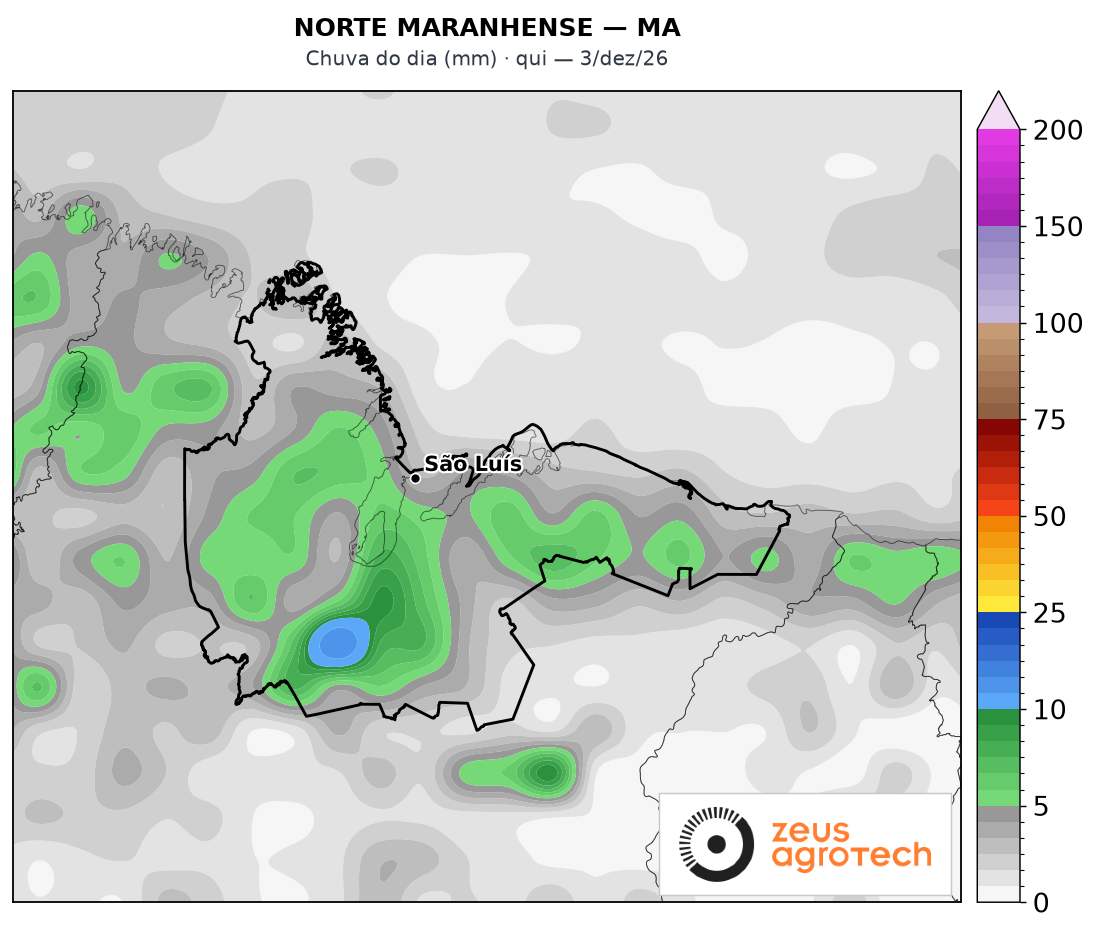 NORTE MARANHENSE — MA
Chuva do dia (mm) · qui — 3/dez/26
São Luís
200
150
100
75
50
25
10
5
0
zeus
agrotech